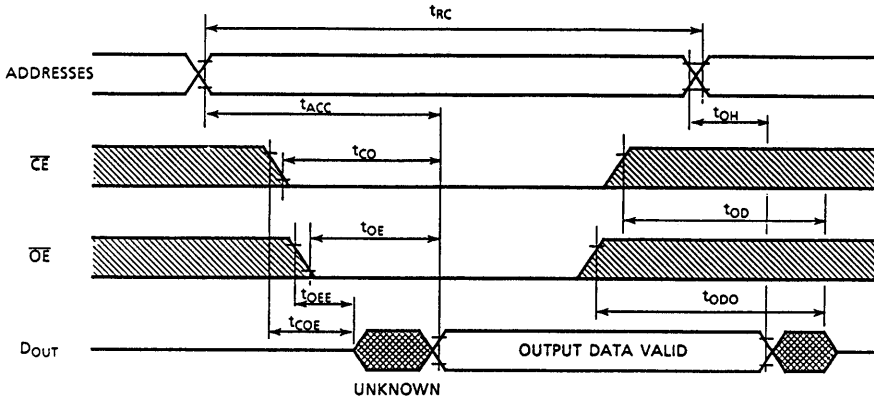 tRC
ADDRESSES
tACC
tOH
CE
tCO
tOD
OE
tOE
tOEE
tODO
tCOE
DOUT
OUTPUT DATA VALID
UNKNOWN